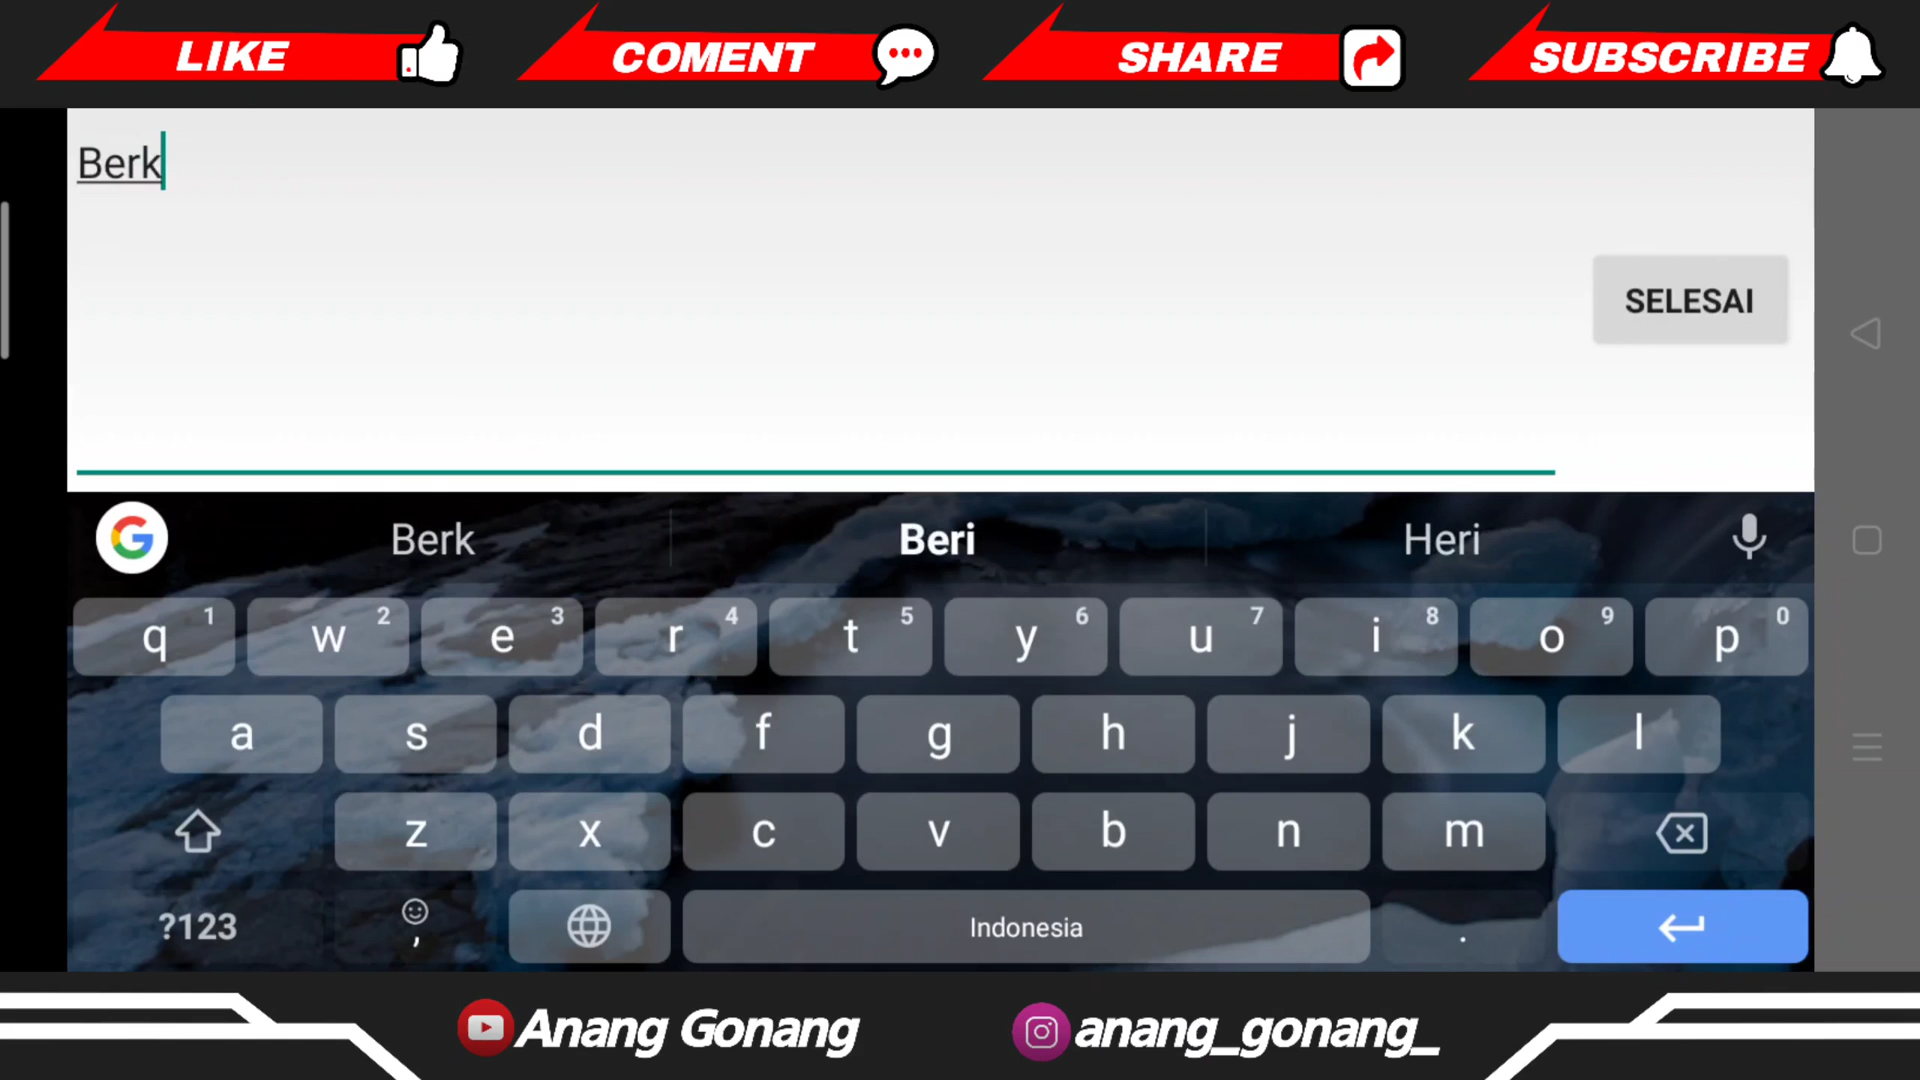 LIKE COMENT SHARE SUBSCRIBE
Berk
SELESAI
G Berk Beri Heri
q 1 w 2 e 3 r 4 t 5 y 6 u 7 i 8 o 9 p 0
a s d f g h j k l
z x c v b n m
?123 , Indonesia .
Anang Gonang anang_gonang_